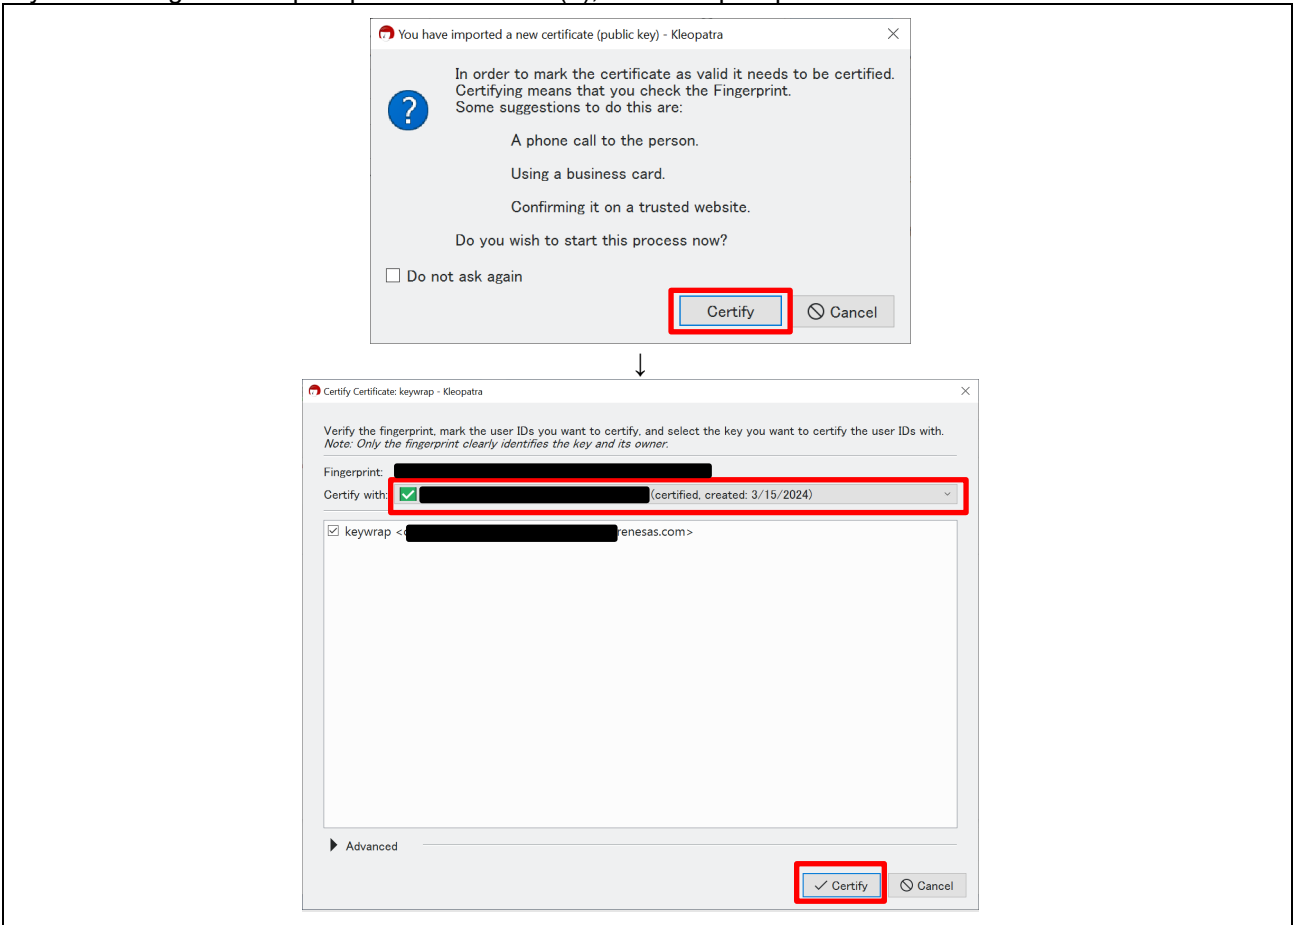 You have imported a new certificate (public key) - Kleopatra
In order to mark the certificate as valid it needs to be certified.
Certifying means that you check the Fingerprint.
Some suggestions to do this are:
A phone call to the person.
Using a business card.
Confirming it on a trusted website.
Do you wish to start this process now?
Do not ask again
Certify
Cancel
↓
Certify Certificate: keywrap - Kleopatra
Verify the fingerprint, mark the user IDs you want to certify, and select the key you want to certify the user IDs with.
Note: Only the fingerprint clearly identifies the key and its owner.
Fingerprint:
Certify with: (certified, created: 3/15/2024)
keywrap < renesas.com>
Advanced
Certify
Cancel